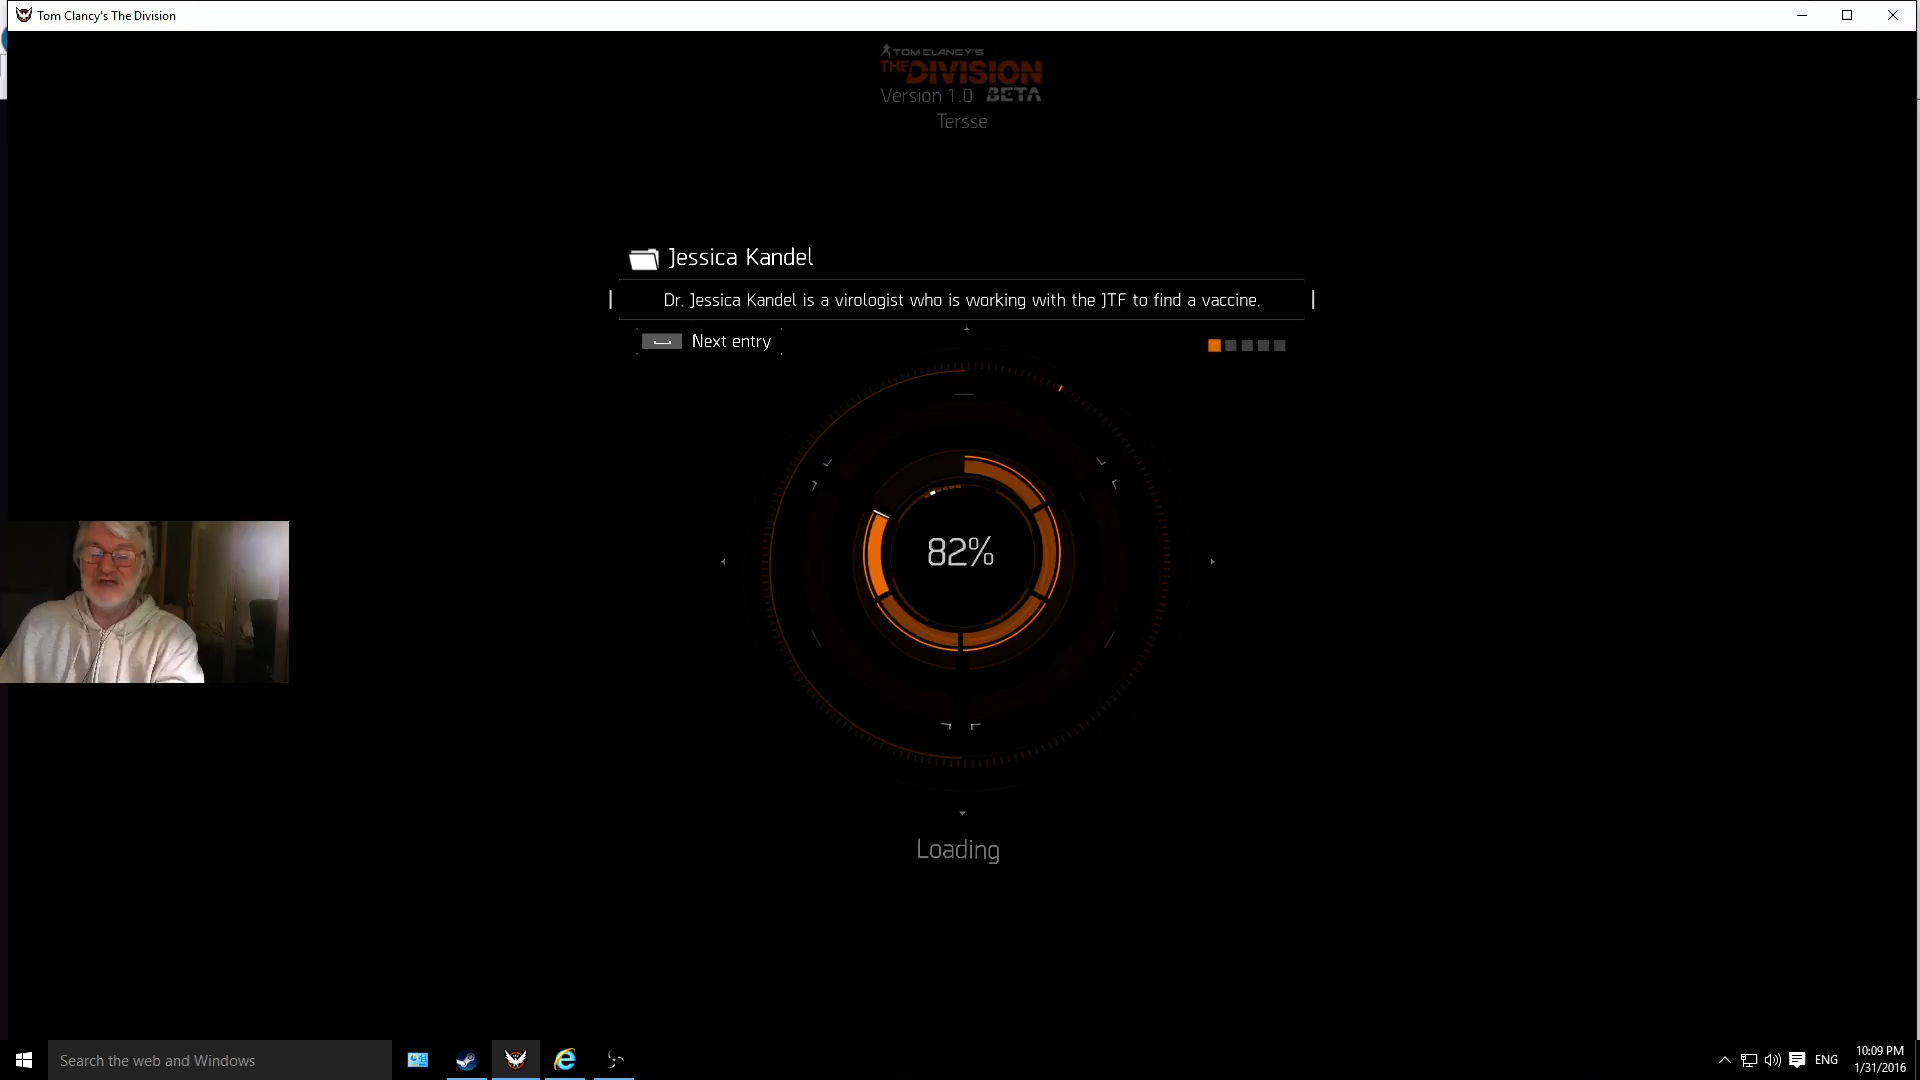 Tom Clancy's The Division
TOM CLANCY'S
THE DIVISION
Version 1.0 BETA
Tersse
Jessica Kandel
Dr. Jessica Kandel is a virologist who is working with the JTF to find a vaccine.
Next entry
82%
Loading
Search the web and Windows
ENG
10:09 PM
1/31/2016